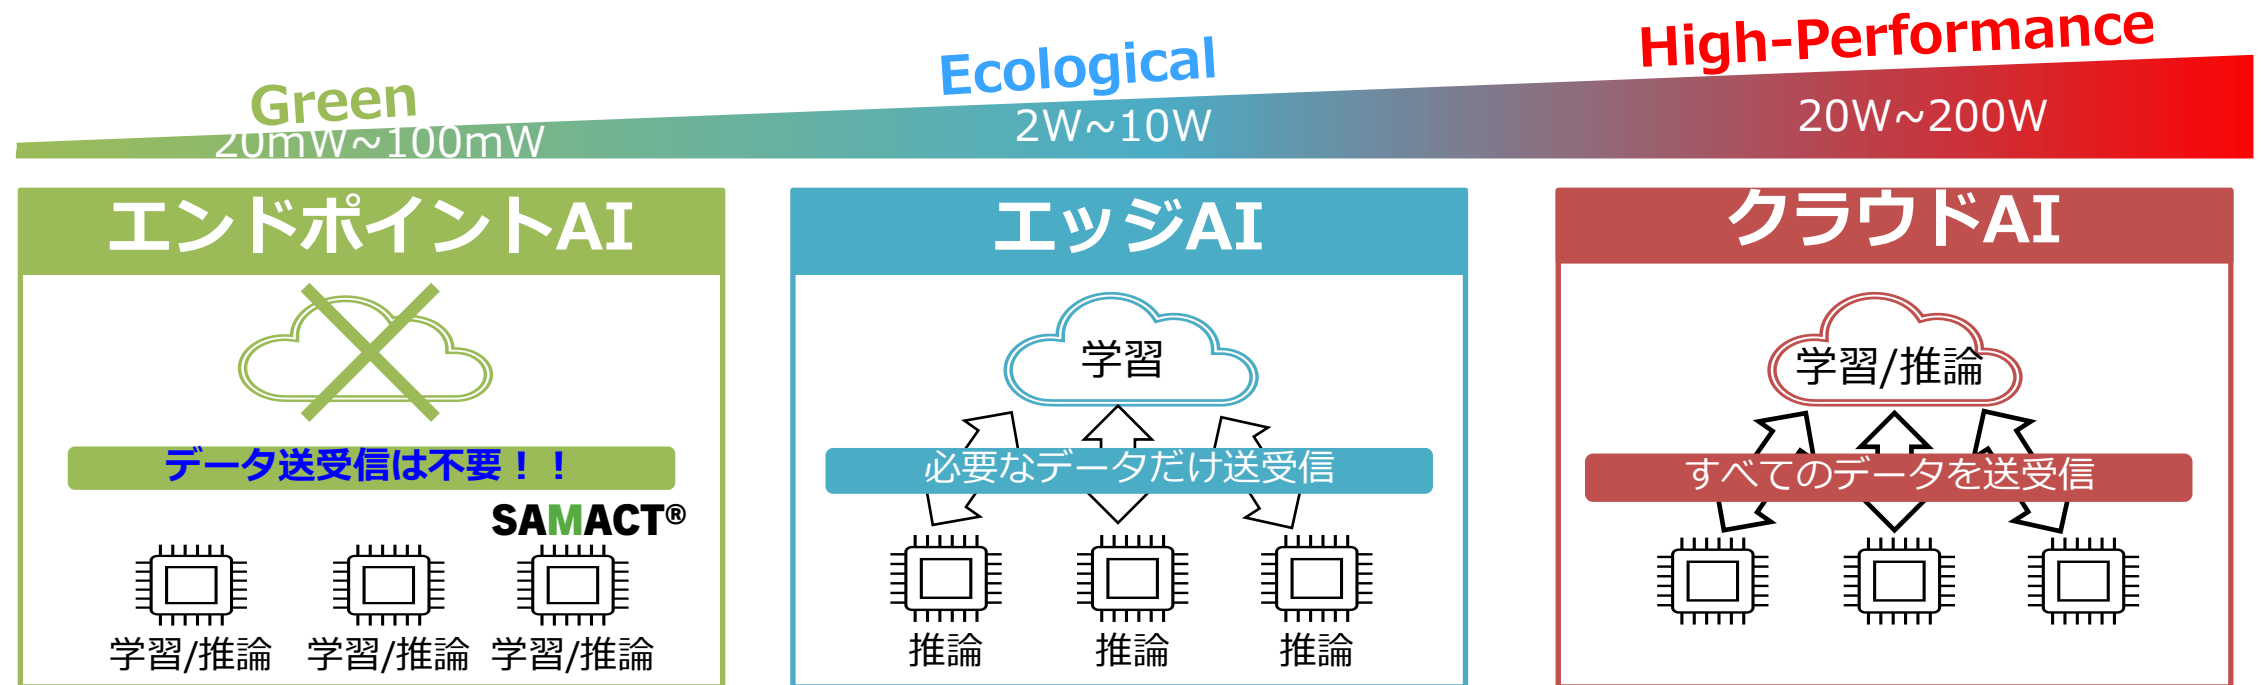 Green
Ecological
High-Performance
20mW~100mW
2W~10W
20W~200W
エンドポイントAI
データ送受信は不要！！
SAMACT®
学習/推論
学習/推論
学習/推論
エッジAI
学習
必要なデータだけ送受信
推論
推論
推論
クラウドAI
学習/推論
すべてのデータを送受信